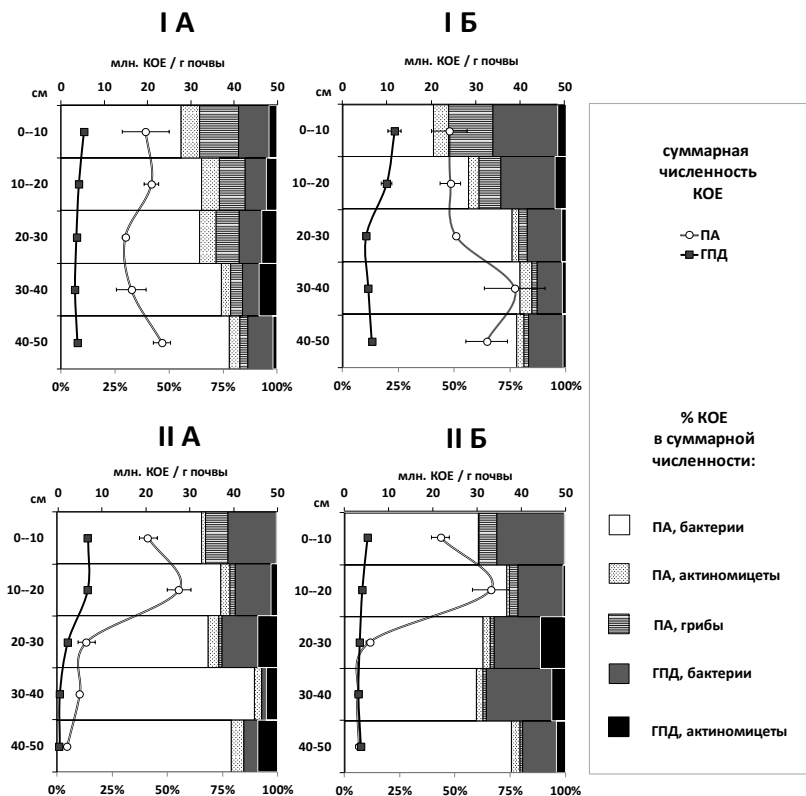 I А
млн. КОЕ / г почвы
0 10 20 30 40 50
см
0--10
10--20
20-30
30-40
40-50
0% 25% 50% 75% 100%
I Б
млн. КОЕ / г почвы
0 10 20 30 40 50
см
0--10
10--20
20-30
30-40
40-50
0% 25% 50% 75% 100%
II А
млн. КОЕ / г почвы
0 10 20 30 40 50
см
0--10
10--20
20-30
30-40
40-50
0% 25% 50% 75% 100%
II Б
млн. КОЕ / г почвы
0 10 20 30 40 50
см
0--10
10--20
20-30
30-40
40-50
0% 25% 50% 75% 100%
суммарная
численность
КОЕ
ПА
ГПД
% КОЕ
в суммарной
численности:
ПА, бактерии
ПА, актиномицеты
ПА, грибы
ГПД, бактерии
ГПД, актиномицеты